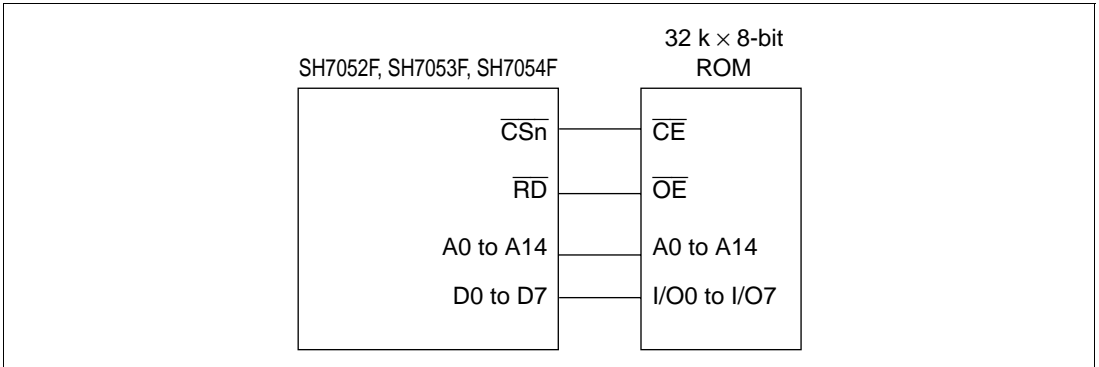 32 k × 8-bit
SH7052F, SH7053F, SH7054F ROM
CSn CE
RD OE
A0 to A14 A0 to A14
D0 to D7 I/O0 to I/O7